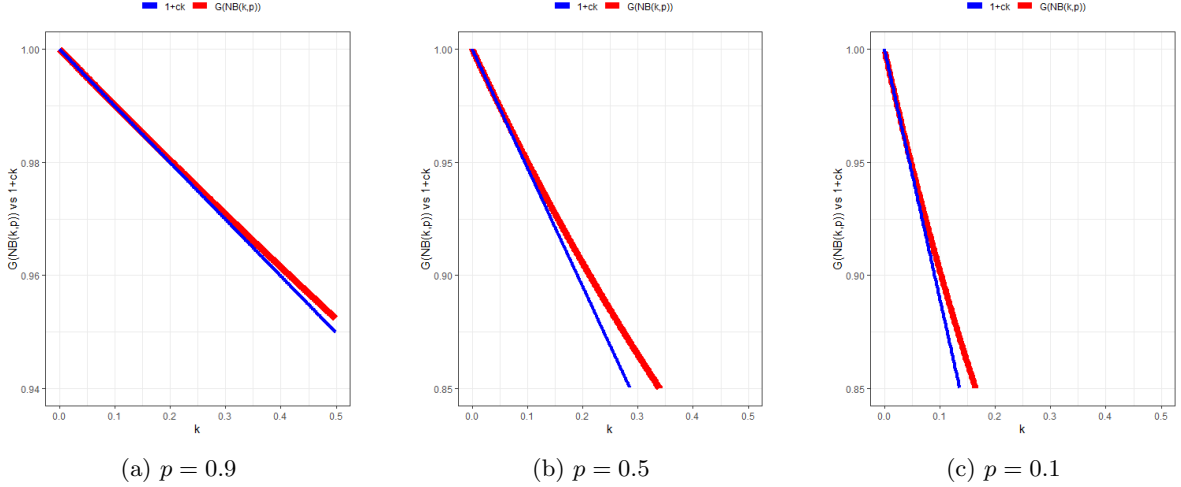 1+ck G(NB(k,p))
1.00
0.98
0.96
0.94
G(NB(k,p)) vs 1+ck
0.0 0.1 0.2 0.3 0.4 0.5
k
(a) p = 0.9
1+ck G(NB(k,p))
1.00
0.95
0.90
0.85
G(NB(k,p)) vs 1+ck
0.0 0.1 0.2 0.3 0.4 0.5
k
(b) p = 0.5
1+ck G(NB(k,p))
1.00
0.95
0.90
0.85
G(NB(k,p)) vs 1+ck
0.0 0.1 0.2 0.3 0.4 0.5
k
(c) p = 0.1